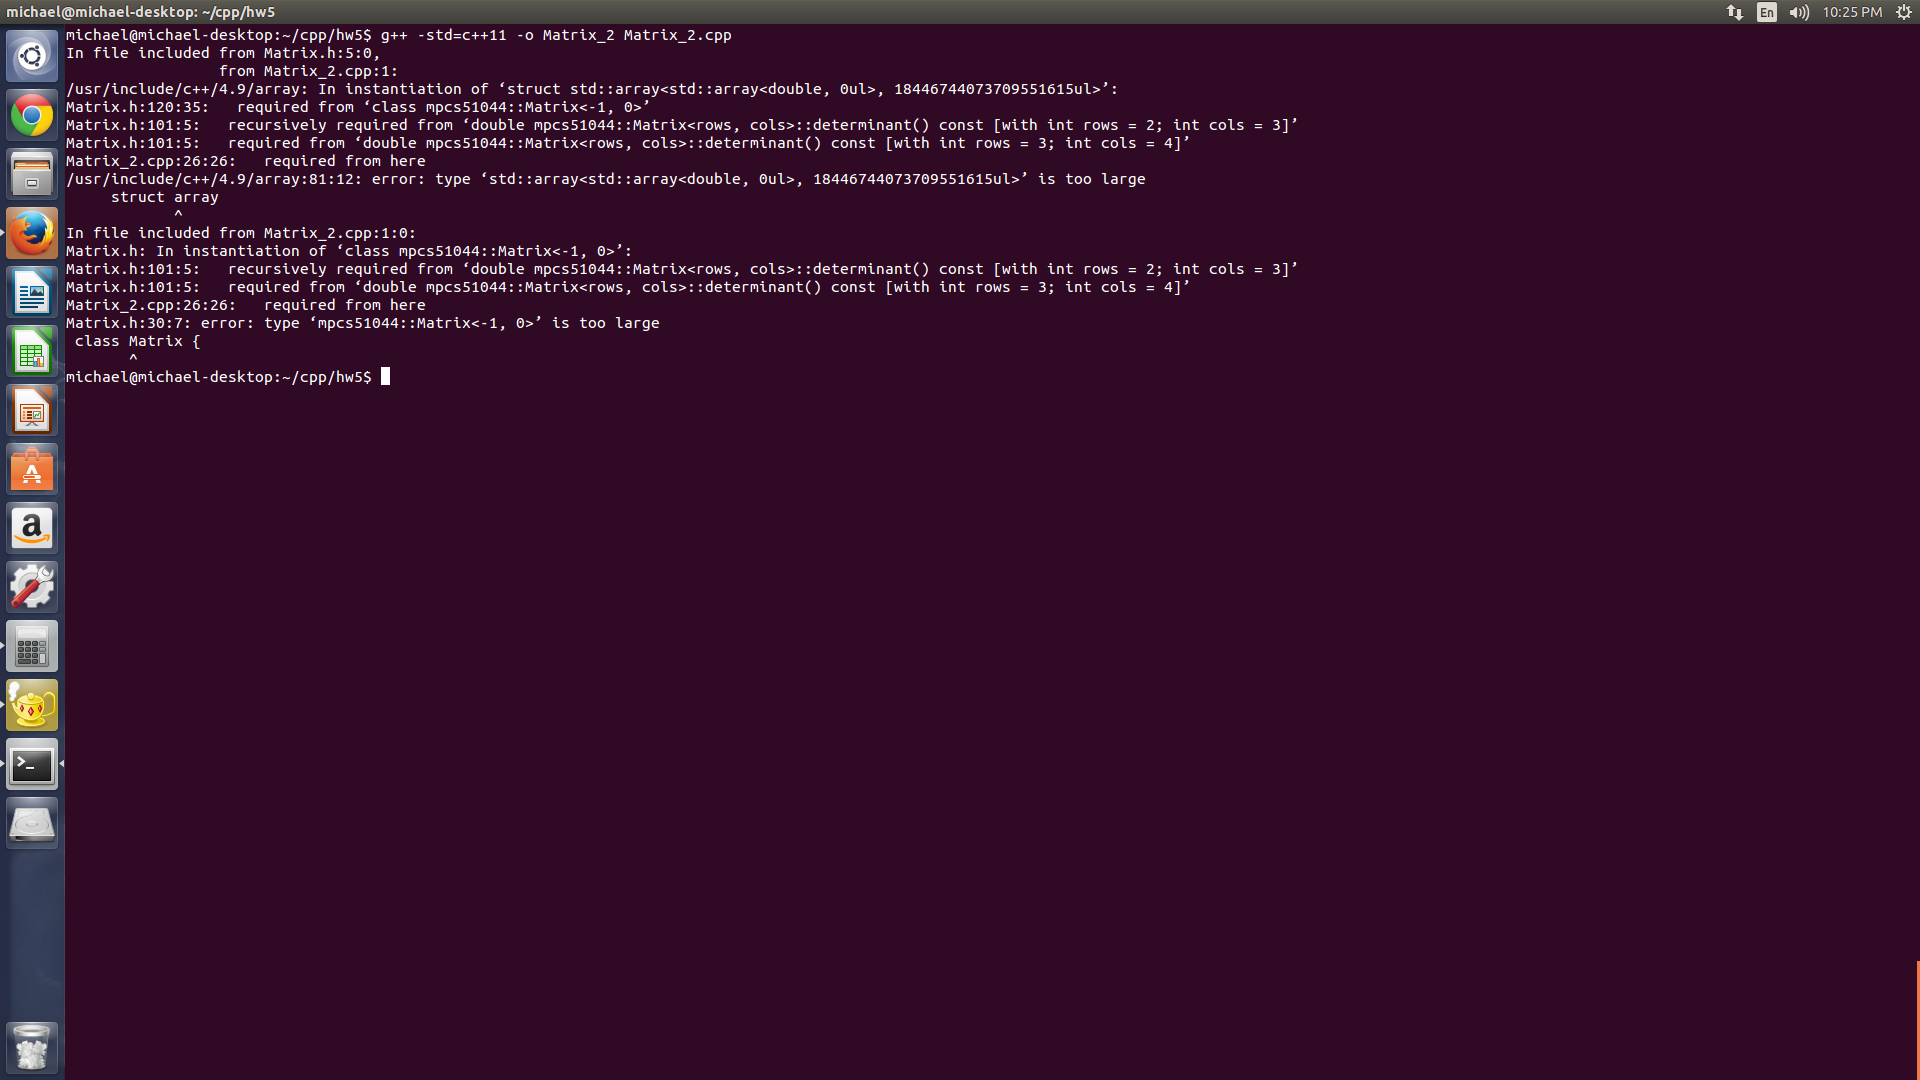 michael@michael-desktop: ~/cpp/hw5
En
10:25 PM
michael@michael-desktop:~/cpp/hw5$ g++ -std=c++11 -o Matrix_2 Matrix_2.cpp
In file included from Matrix.h:5:0,
                 from Matrix_2.cpp:1:
/usr/include/c++/4.9/array: In instantiation of ‘struct std::array<std::array<double, 0ul>, 18446744073709551615ul>’:
Matrix.h:120:35:   required from ‘class mpcs51044::Matrix<-1, 0>’
Matrix.h:101:5:   recursively required from ‘double mpcs51044::Matrix<rows, cols>::determinant() const [with int rows = 2; int cols = 3]’
Matrix.h:101:5:   required from ‘double mpcs51044::Matrix<rows, cols>::determinant() const [with int rows = 3; int cols = 4]’
Matrix_2.cpp:26:26:   required from here
/usr/include/c++/4.9/array:81:12: error: type ‘std::array<std::array<double, 0ul>, 18446744073709551615ul>’ is too large
     struct array
            ^
In file included from Matrix_2.cpp:1:0:
Matrix.h: In instantiation of ‘class mpcs51044::Matrix<-1, 0>’:
Matrix.h:101:5:   recursively required from ‘double mpcs51044::Matrix<rows, cols>::determinant() const [with int rows = 2; int cols = 3]’
Matrix.h:101:5:   required from ‘double mpcs51044::Matrix<rows, cols>::determinant() const [with int rows = 3; int cols = 4]’
Matrix_2.cpp:26:26:   required from here
Matrix.h:30:7: error: type ‘mpcs51044::Matrix<-1, 0>’ is too large
 class Matrix {
       ^
michael@michael-desktop:~/cpp/hw5$